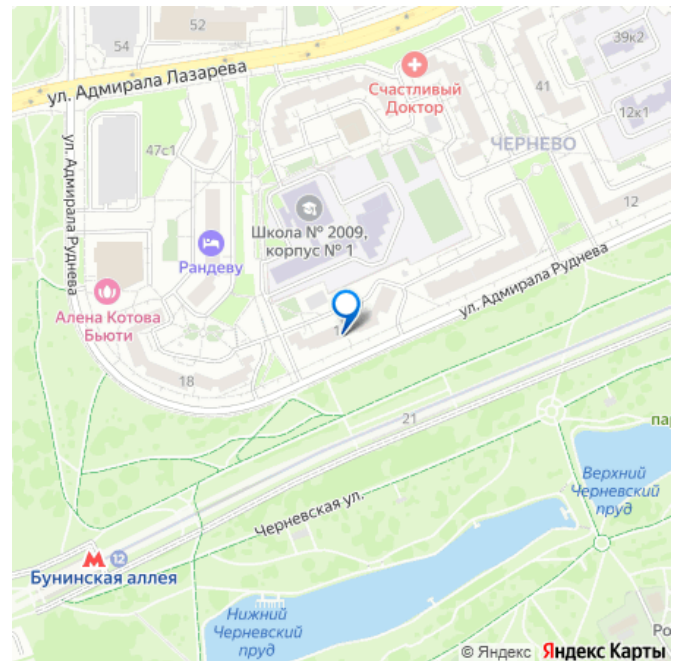 52
54
39к2
ул. Адмирала Лазарева
Счастливый
Доктор
41
12к1
ул. Адмирала Руднева
47с1
ЧЕРНЕВО
12
Школа № 2009,
корпус № 1
Рандеву
ул. Адмирала Руднева
Алена Котова
Бьюти
18
21
па
Верхний
Черневский
пруд
Черневская ул.
М
12
Бунинская аллея
Нижний
Черневский
пруд
Ро
© Яндекс Яндекс Карты